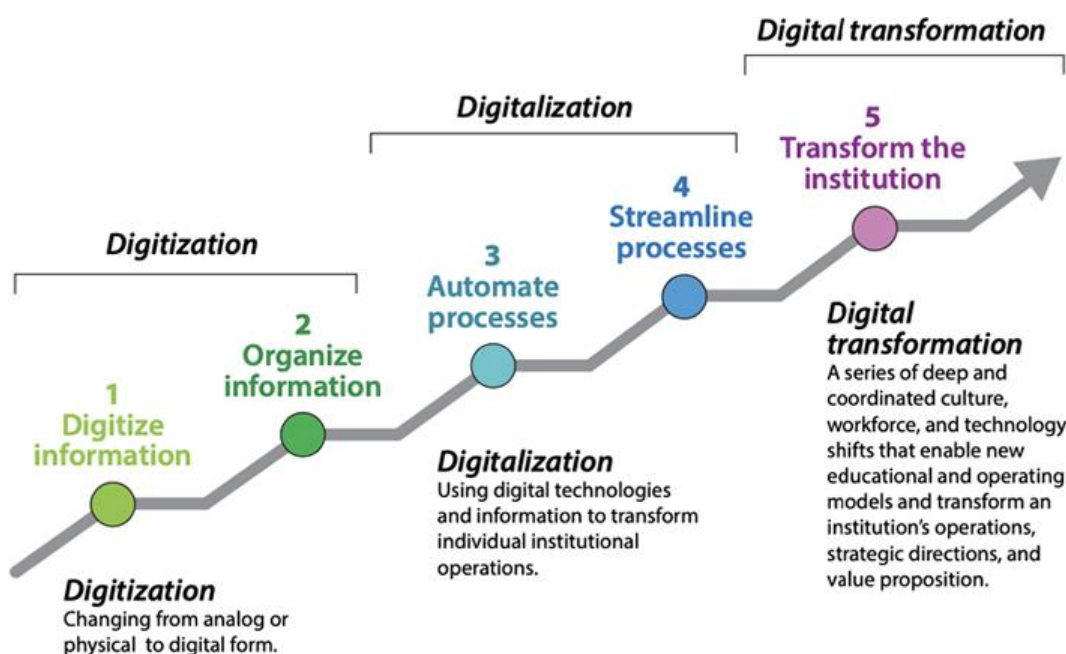 Digital transformation
Digitalization
5
Transform the
institution
4
Streamline
processes
Digitization
3
Automate
processes
2
Organize
information
1
Digitize
information
Digitization
Changing from analog or
physical to digital form.
Digitalization
Using digital technologies
and information to transform
individual institutional
operations.
Digital
transformation
A series of deep and
coordinated culture,
workforce, and technology
shifts that enable new
educational and operating
models and transform an
institution’s operations,
strategic directions, and
value proposition.